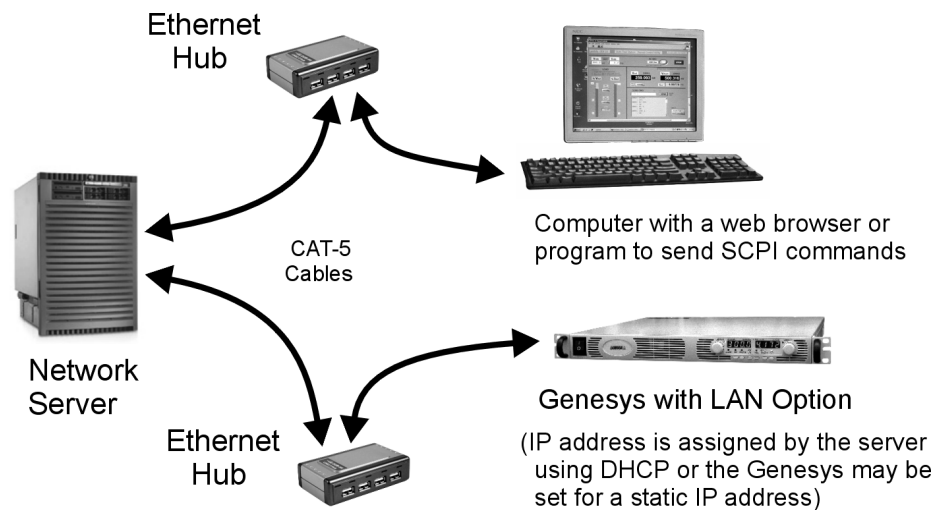 Ethernet
Hub
Computer with a web browser or
program to send SCPI commands
CAT-5
Cables
Network
Server
Genesys with LAN Option
(IP address is assigned by the server
using DHCP or the Genesys may be
set for a static IP address)
Ethernet
Hub